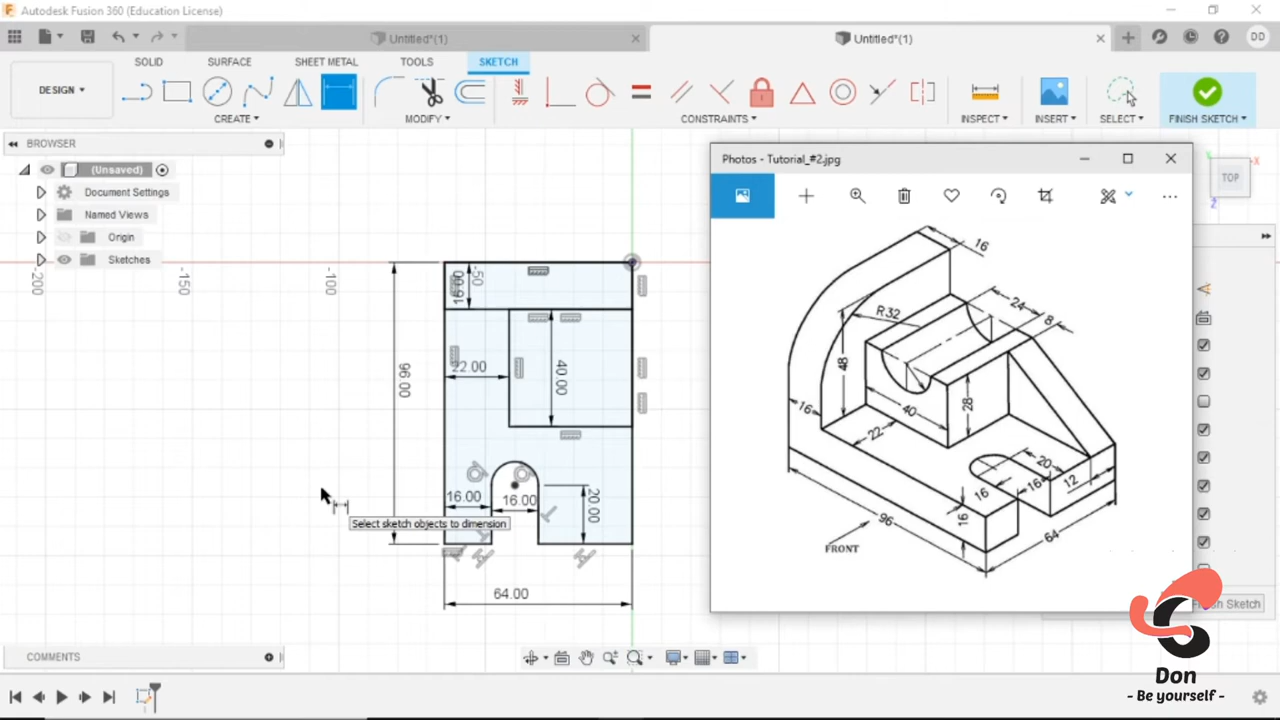 Autodesk Fusion 360 (Education License)
Untitled*(1)
Untitled*(1)
DD
SOLID
SURFACE
SHEET METAL
TOOLS
SKETCH
DESIGN
CREATE
MODIFY
CONSTRAINTS
INSPECT
INSERT
SELECT
FINISH SKETCH
BROWSER
(Unsaved)
Document Settings
Named Views
Origin
Sketches
-200
-150
-100
-50
16.00
96.00
22.00
40.00
16.00
16.00
20.00
64.00
Select sketch objects to dimension
Photos - Tutorial_#2.jpg
16
24
8
R32
48
28
40
16
22
20
16
16
12
16
96
64
FRONT
TOP
X
Z
Finish Sketch
COMMENTS
Don
- Be yourself -